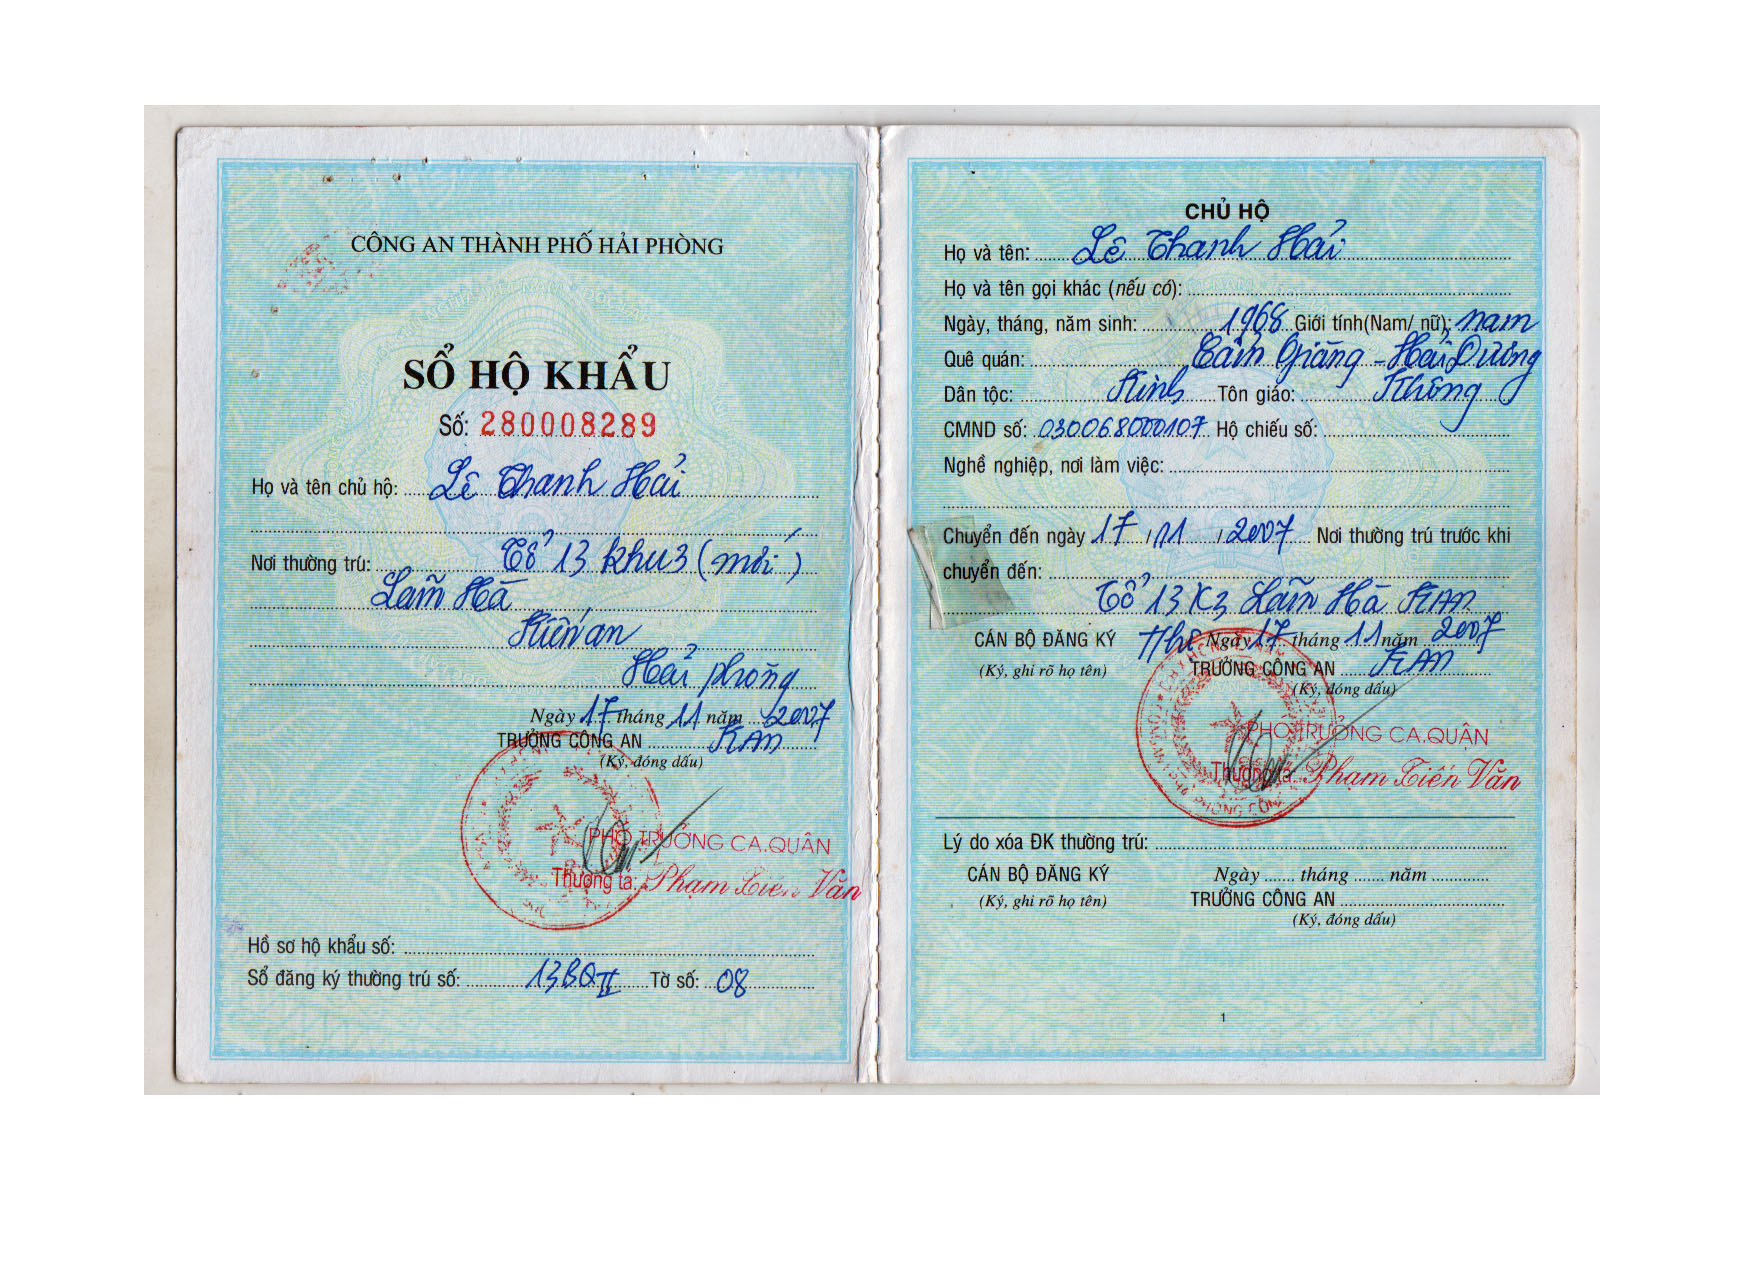 CÔNG AN THÀNH PHỐ HẢI PHÒNG
SỔ HỘ KHẨU
Số: 280008289
Họ và tên chủ hộ: Lê Thanh Hải
Nơi thường trú: Tổ 13 khu 3 (mới)
Lãm Hà
Kiến an
Hải phòng
Ngày 17 tháng 11 năm 2007
TRƯỞNG CÔNG AN K.AN
(Ký, đóng dấu)
PHÓ TRƯỞNG CA.QUẬN
Thượng tá: Phạm Tiến Văn
Hồ sơ hộ khẩu số:
Sổ đăng ký thường trú số: 13BQII Tờ số: 08
CHỦ HỘ
Họ và tên: Lê Thanh Hải
Họ và tên gọi khác (nếu có):
Ngày, tháng, năm sinh: 1968 Giới tính(Nam/ nữ): nam
Quê quán: Cẩm Giàng - Hải Dương
Dân tộc: Kinh Tôn giáo: Không
CMND số: 030068000107 Hộ chiếu số:
Nghề nghiệp, nơi làm việc:
Chuyển đến ngày 17 / 11 / 2007 Nơi thường trú trước khi
chuyển đến:
Tổ 13 K3 Lãm Hà K.AN
CÁN BỘ ĐĂNG KÝ Ngày 17 tháng 11 năm 2007
(Ký, ghi rõ họ tên) TRƯỞNG CÔNG AN K.AN
(Ký, đóng dấu)
PHÓ TRƯỞNG CA.QUẬN
Thượng tá: Phạm Tiến Văn
Lý do xóa ĐK thường trú:
CÁN BỘ ĐĂNG KÝ Ngày ....... tháng ....... năm .............
(Ký, ghi rõ họ tên) TRƯỞNG CÔNG AN
(Ký, đóng dấu)
1